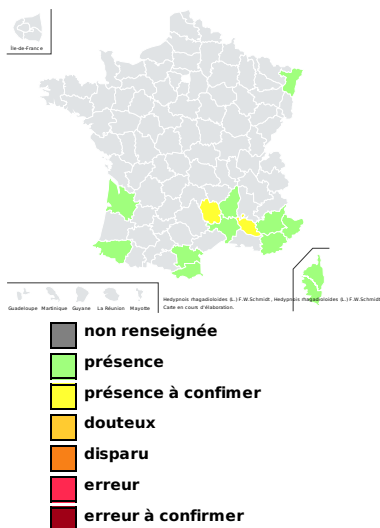 Île-de-France
Guadeloupe Martinique Guyane La Réunion Mayotte
Hedypnois rhagadioloides (L.) F.W.Schmidt , Hedypnois rhagadioloides (L.) F.W.Schmidt
Carte en cours d'élaboration.
non renseignée
présence
présence à confimer
douteux
disparu
erreur
erreur à confirmer